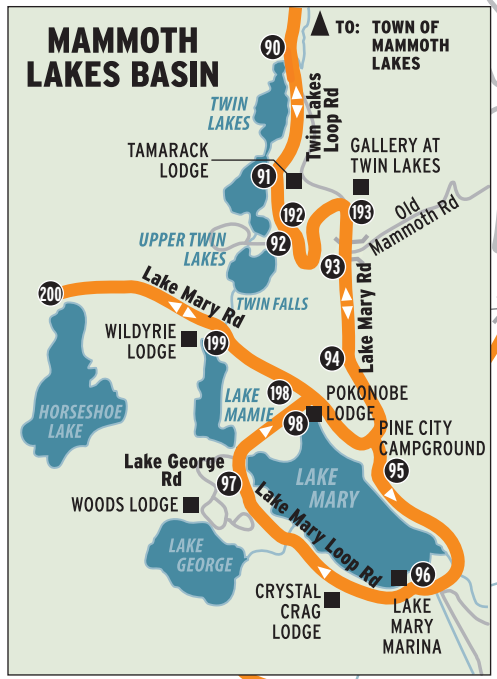 MAMMOTH
LAKES BASIN
TO: TOWN OF
MAMMOTH
LAKES
90
TWIN
LAKES
Twin Lakes
Loop Rd
TAMARACK
LODGE
GALLERY AT
TWIN LAKES
91
192
193
Old
Mammoth Rd
UPPER TWIN
LAKES
92
93
TWIN FALLS
200
Lake Mary Rd
Lake Mary Rd
WILDYRIE
LODGE
199
94
HORSESHOE
LAKE
LAKE
MAMIE
198
POKONOBE
LODGE
98
PINE CITY
CAMPGROUND
95
Lake George
Rd
97
LAKE
MARY
WOODS LODGE
Lake Mary Loop Rd
LAKE
GEORGE
96
CRYSTAL
CRAG
LODGE
LAKE
MARY
MARINA